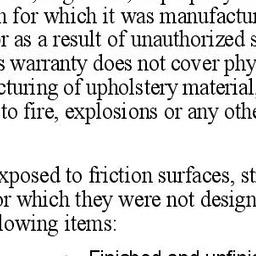 n for which it was manufactur
r as a result of unauthorized s
s warranty does not cover phy
cturing of upholstery material,
to fire, explosions or any othe
xposed to friction surfaces, st
or which they were not design
lowing items:
Finished and unfinis